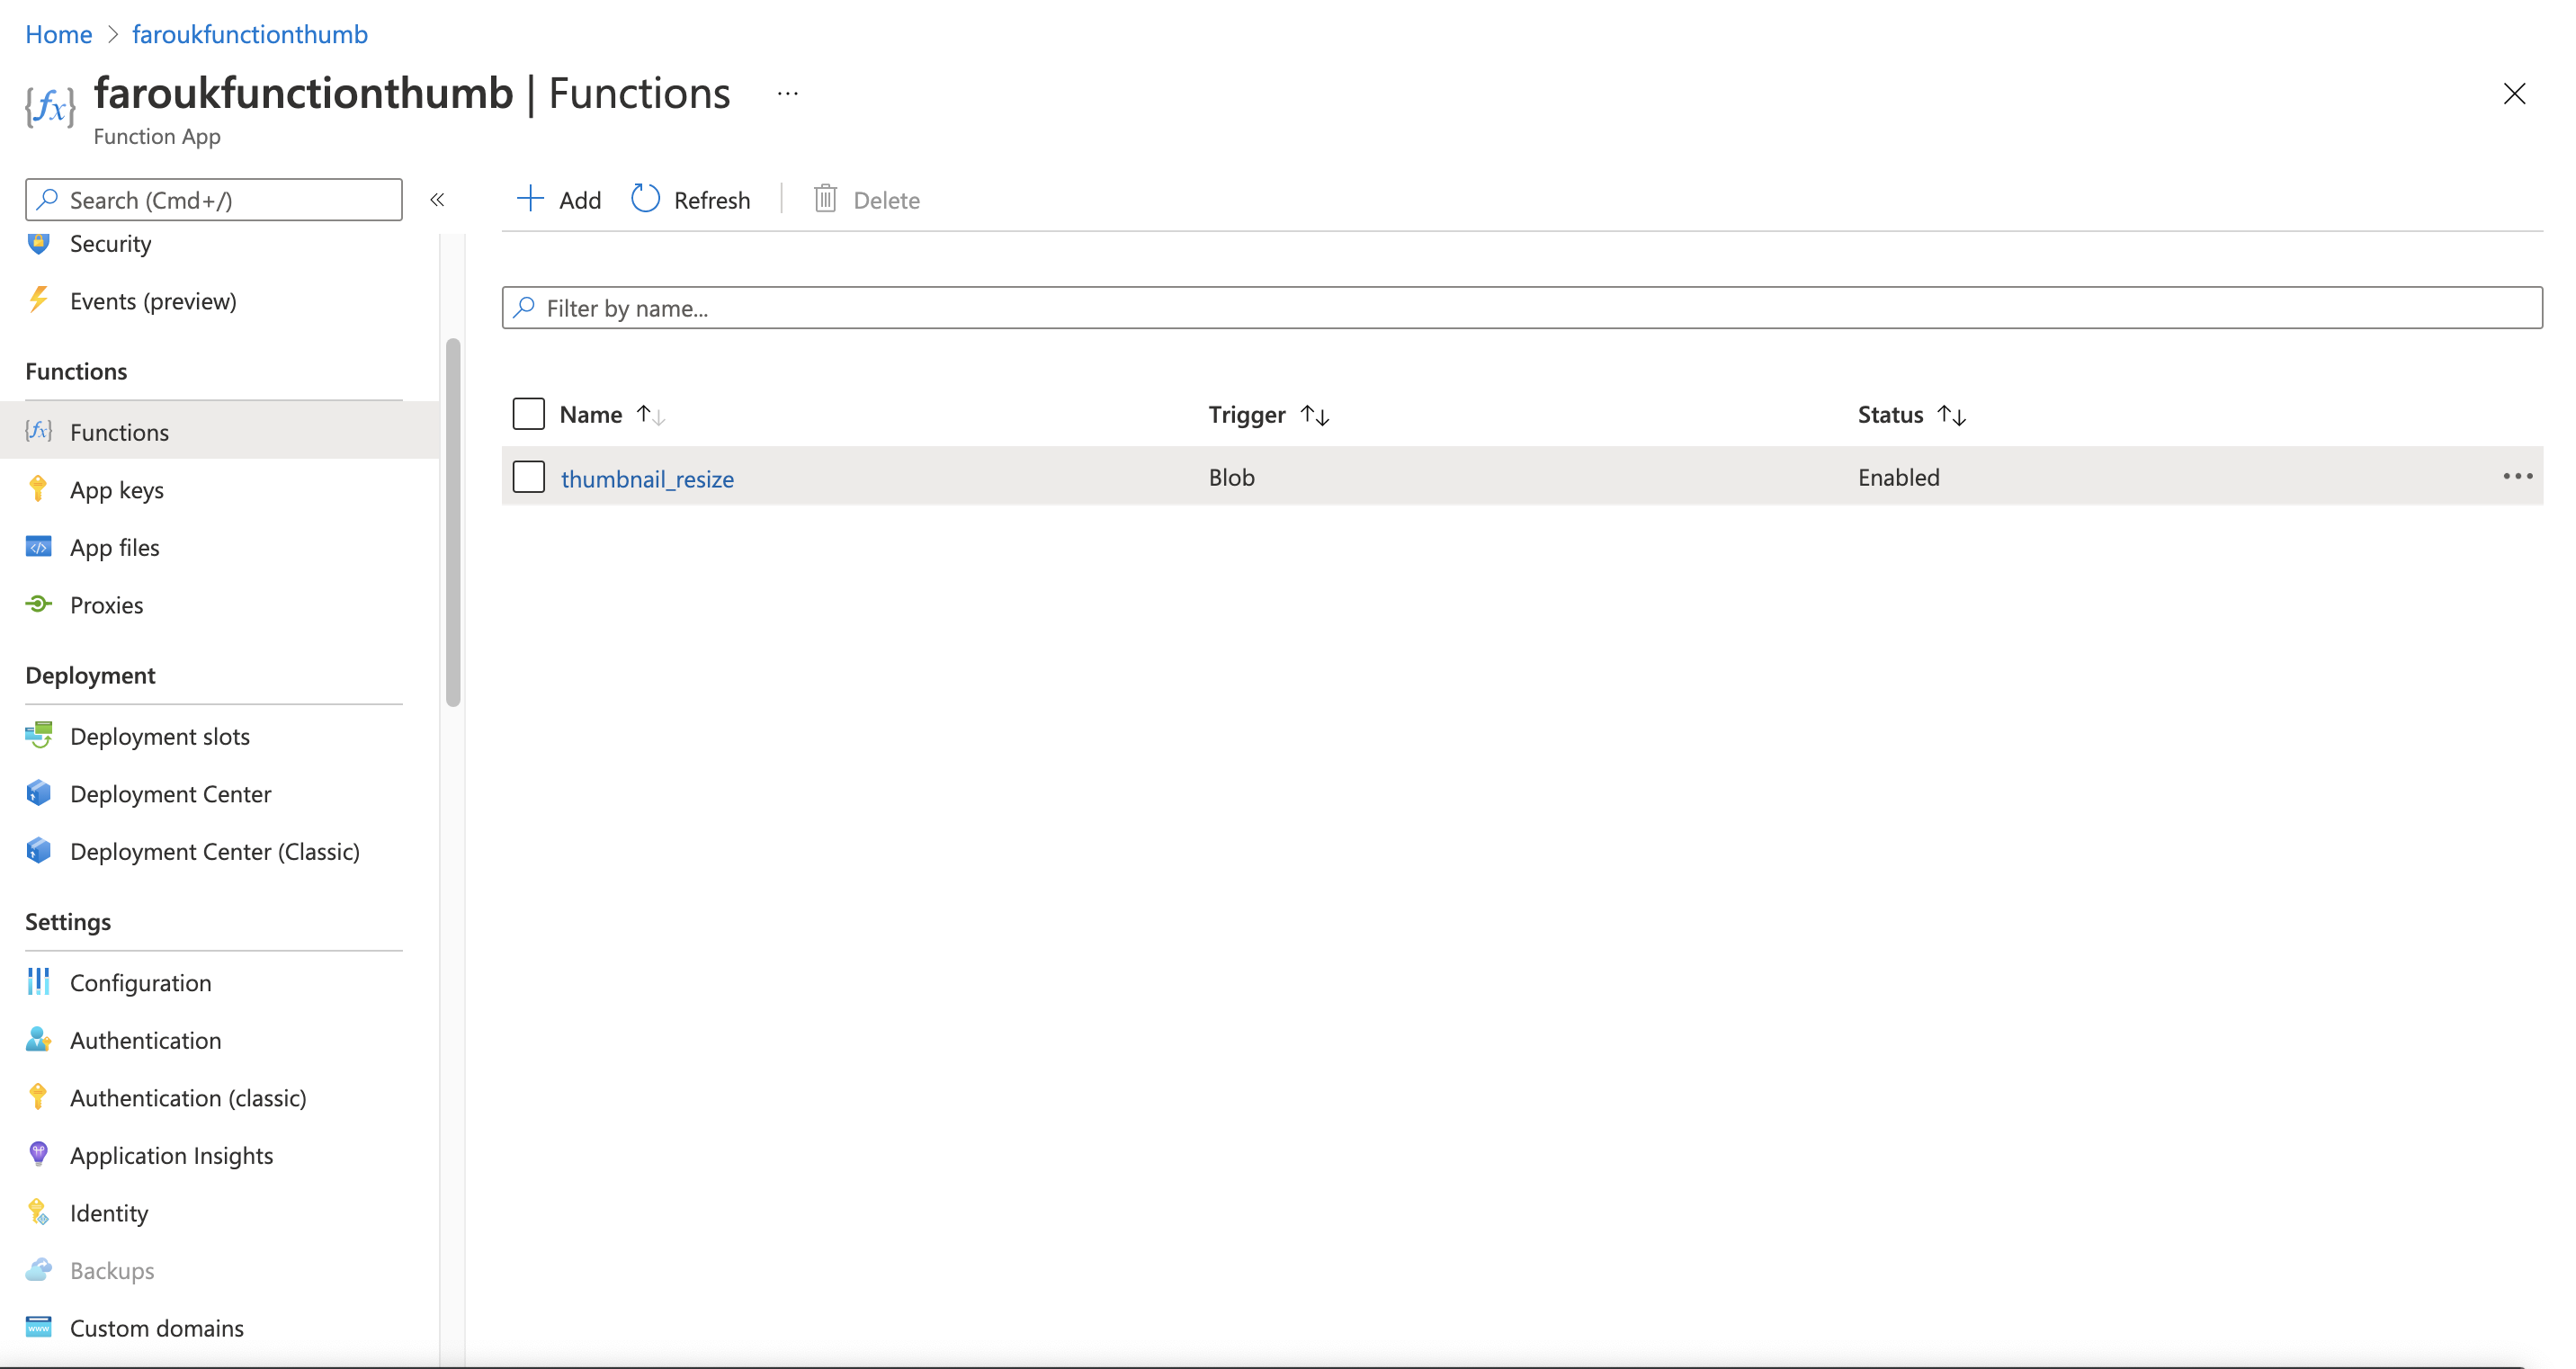 Home > faroukfunctionthumb
{fx} faroukfunctionthumb | Functions ...
Function App
Search (Cmd+/)
«
Add
Refresh
Delete
Security
Events (preview)
Functions
Functions
App keys
App files
Proxies
Deployment
Deployment slots
Deployment Center
Deployment Center (Classic)
Settings
Configuration
Authentication
Authentication (classic)
Application Insights
Identity
Backups
Custom domains
Filter by name...
Name ↑↓ Trigger ↑↓ Status ↑↓
thumbnail_resize Blob Enabled ...